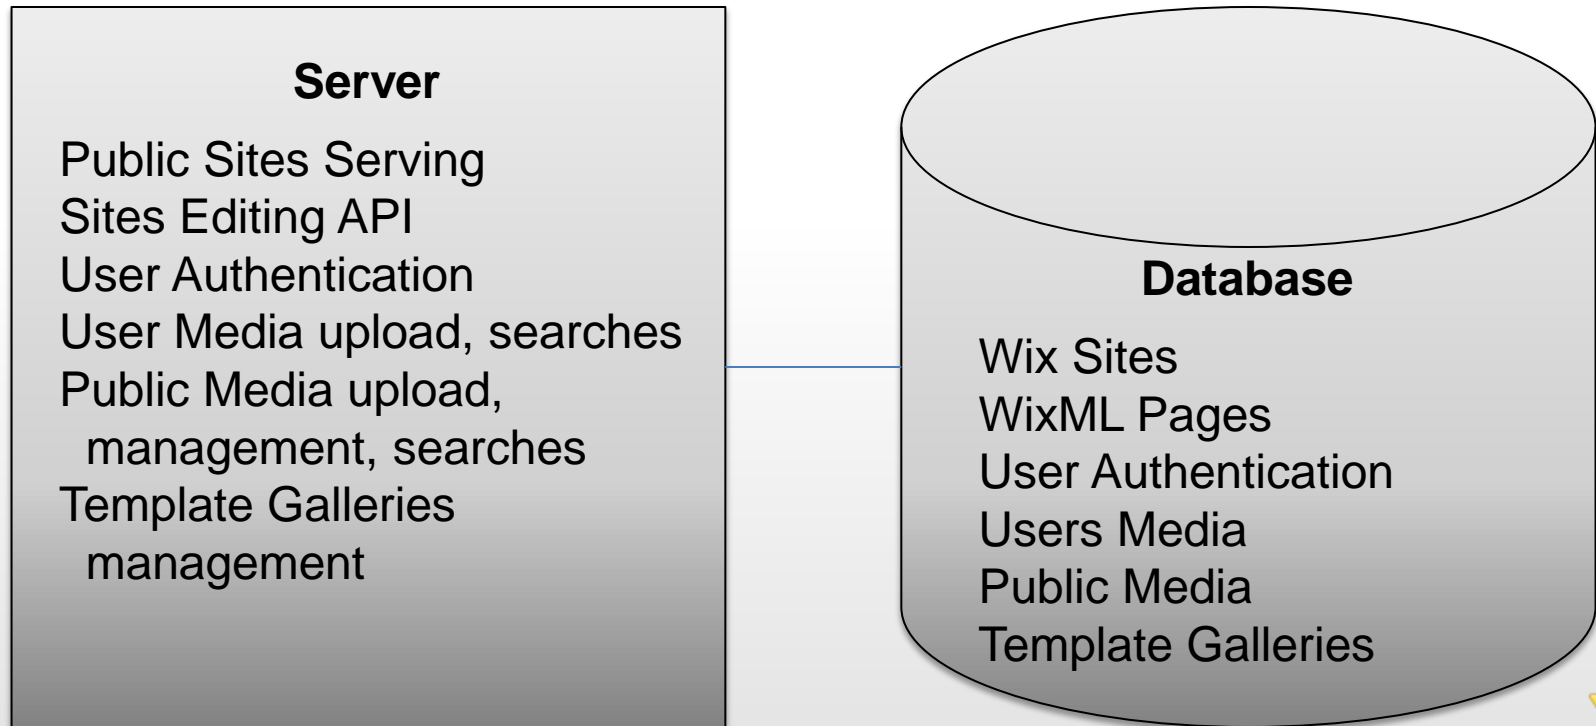 Server
Public Sites Serving
Sites Editing API
User Authentication
User Media upload, searches
Public Media upload,
management, searches
Template Galleries
management
Database
Wix Sites
WixML Pages
User Authentication
Users Media
Public Media
Template Galleries